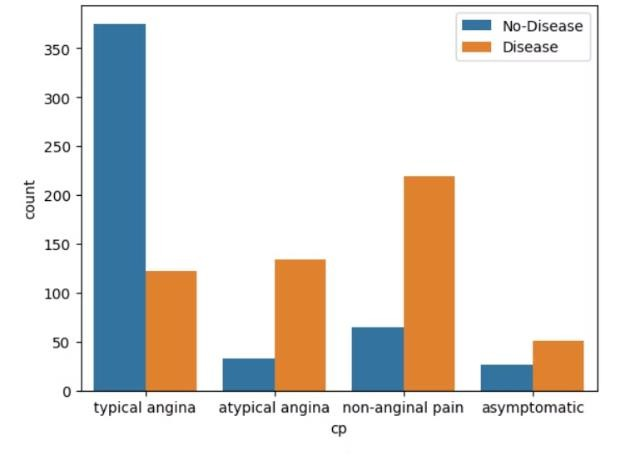 No-Disease
Disease
350
300
250
200
150
100
50
0
count
typical angina atypical angina non-anginal pain asymptomatic
cp